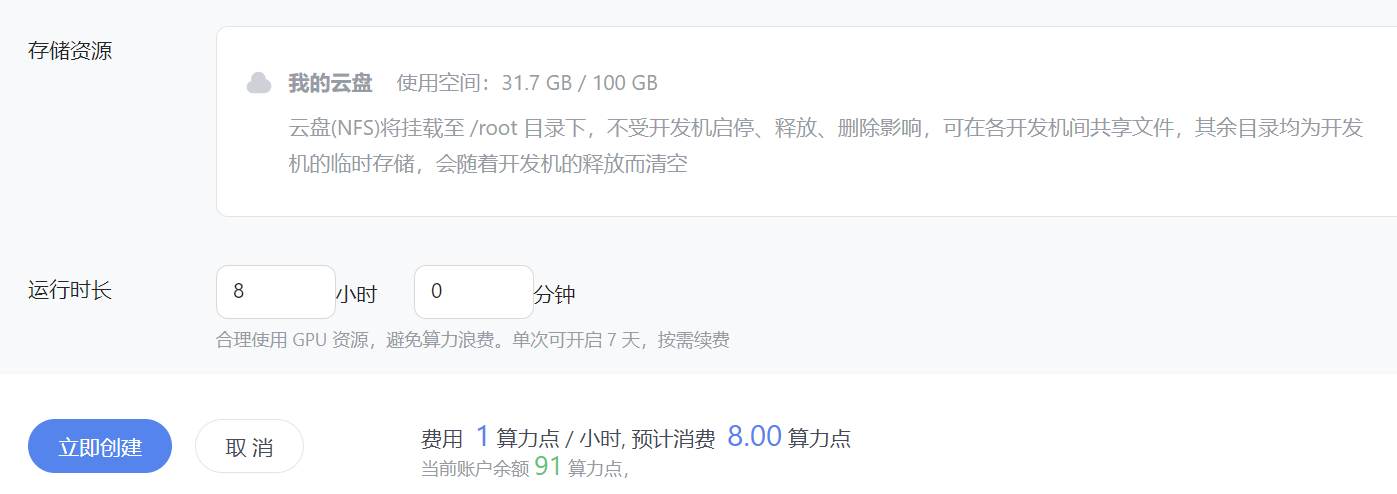 存储资源
我的云盘 使用空间：31.7 GB / 100 GB
云盘(NFS)将挂载至 /root 目录下，不受开发机启停、释放、删除影响，可在各开发机间共享文件，其余目录均为开发
机的临时存储，会随着开发机的释放而清空
运行时长 8 小时 0 分钟
合理使用 GPU 资源，避免算力浪费。单次可开启 7 天，按需续费
立即创建 取 消 费用 1 算力点 / 小时, 预计消费 8.00 算力点
当前账户余额 91 算力点，